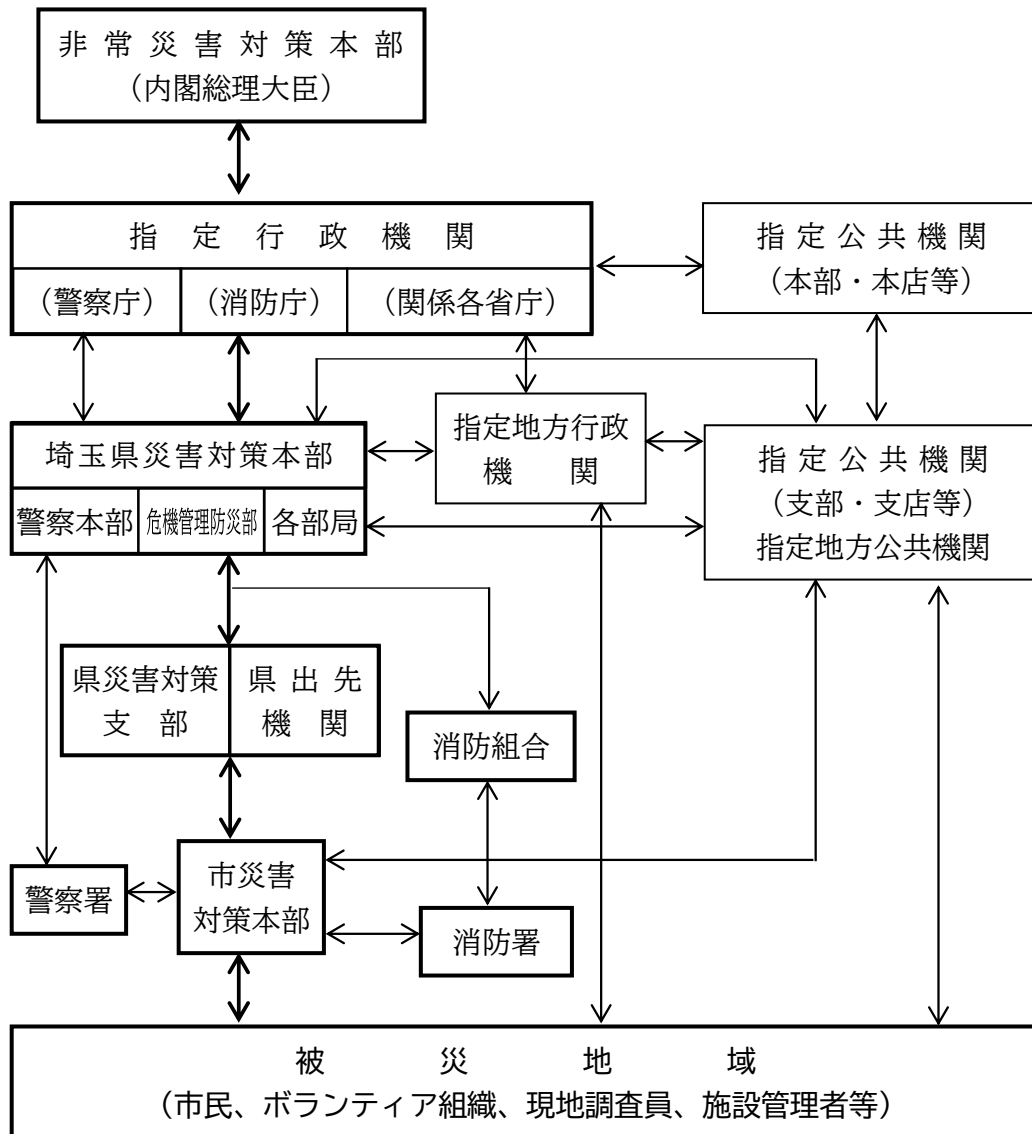 非常災害対策本部
（内閣総理大臣）
指定行政機関
（警察庁）
（消防庁）
（関係各省庁）
指定公共機関
（本部・本店等）
埼玉県災害対策本部
警察本部
危機管理防災部
各部局
指定地方行政
機関
指定公共機関
（支部・支店等）
指定地方公共機関
県災害対策
支部
県出先
機関
消防組合
警察署
市災害
対策本部
消防署
被災地域
（市民、ボランティア組織、現地調査員、施設管理者等）